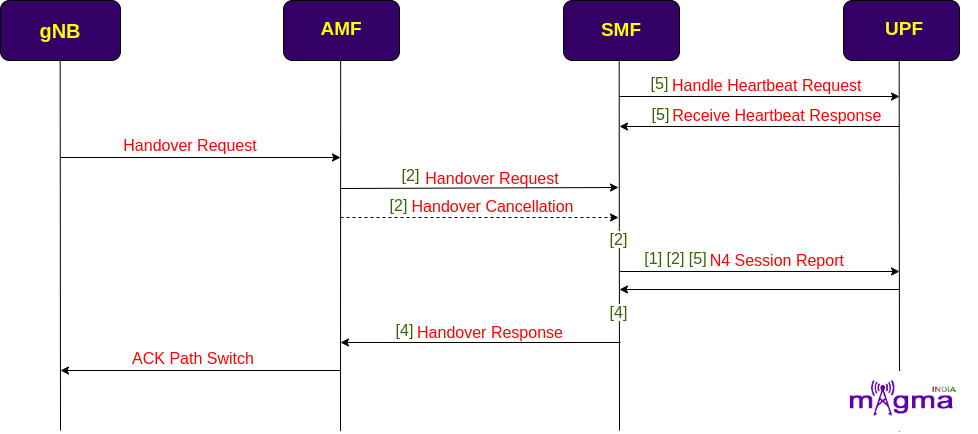 gNB
AMF
SMF
UPF
[5] Handle Heartbeat Request
[5] Receive Heartbeat Response
Handover Request
[2] Handover Request
[2] Handover Cancellation
[2]
[1] [2] [5] N4 Session Report
[4]
[4] Handover Response
ACK Path Switch
INDIA
magma